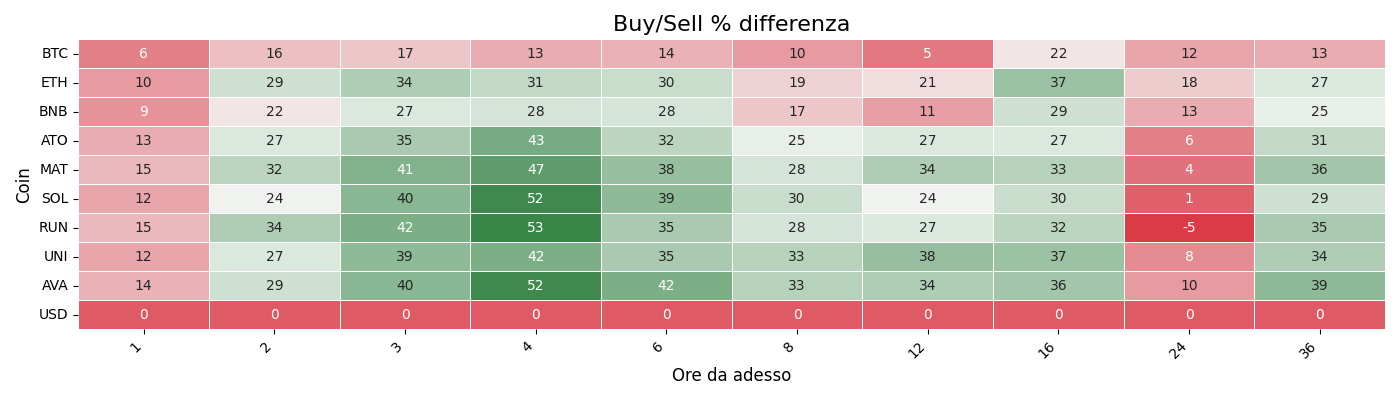 Buy/Sell % differenza
Coin
BTC 6 16 17 13 14 10 5 22 12 13
ETH 10 29 34 31 30 19 21 37 18 27
BNB 9 22 27 28 28 17 11 29 13 25
ATO 13 27 35 43 32 25 27 27 6 31
MAT 15 32 41 47 38 28 34 33 4 36
SOL 12 24 40 52 39 30 24 30 1 29
RUN 15 34 42 53 35 28 27 32 -5 35
UNI 12 27 39 42 35 33 38 37 8 34
AVA 14 29 40 52 42 33 34 36 10 39
USD 0 0 0 0 0 0 0 0 0 0
1 2 3 4 6 8 12 16 24 36
Ore da adesso